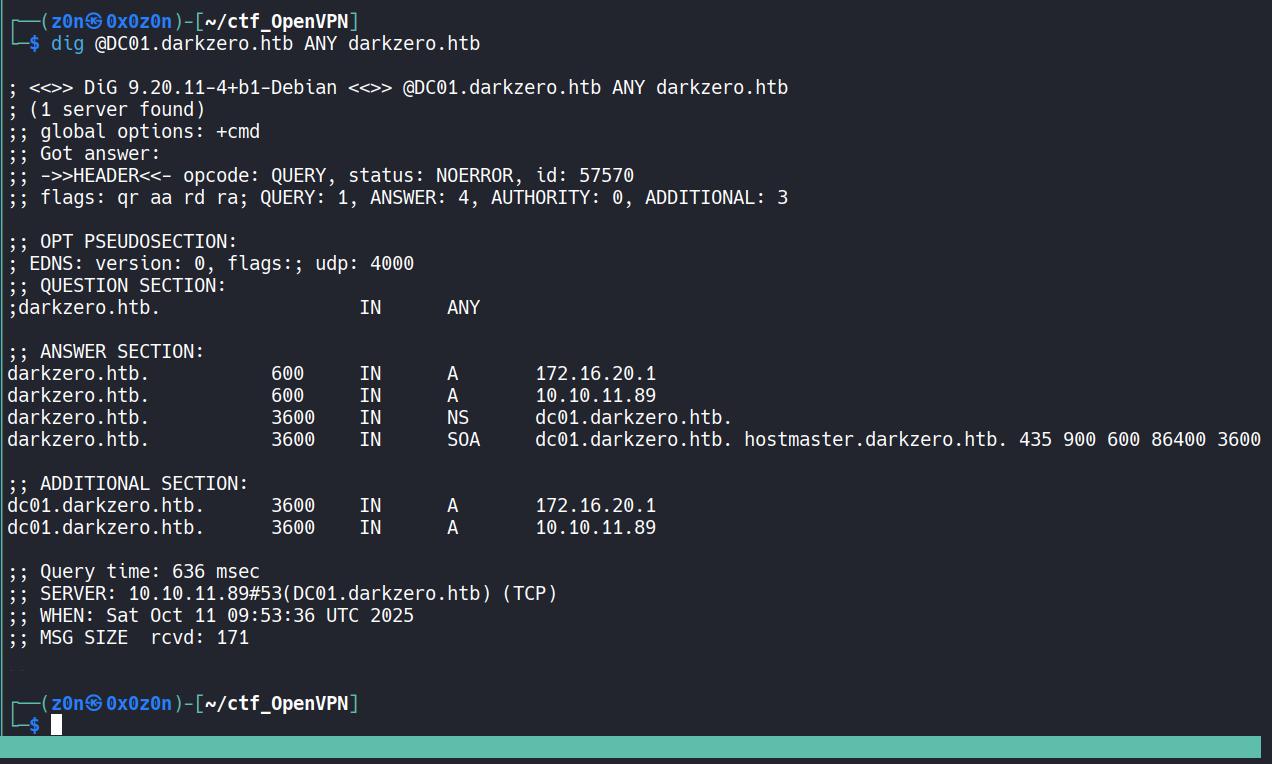 ┌──(z0n㉿0x0z0n)-[~/ctf_OpenVPN]
└─$ dig @DC01.darkzero.htb ANY darkzero.htb
; <<>> DiG 9.20.11-4+b1-Debian <<>> @DC01.darkzero.htb ANY darkzero.htb
; (1 server found)
;; global options: +cmd
;; Got answer:
;; ->>HEADER<<- opcode: QUERY, status: NOERROR, id: 57570
;; flags: qr aa rd ra; QUERY: 1, ANSWER: 4, AUTHORITY: 0, ADDITIONAL: 3
;; OPT PSEUDOSECTION:
; EDNS: version: 0, flags:; udp: 4000
;; QUESTION SECTION:
;darkzero.htb. IN ANY
;; ANSWER SECTION:
darkzero.htb. 600 IN A 172.16.20.1
darkzero.htb. 600 IN A 10.10.11.89
darkzero.htb. 3600 IN NS dc01.darkzero.htb.
darkzero.htb. 3600 IN SOA dc01.darkzero.htb. hostmaster.darkzero.htb. 435 900 600 86400 3600
;; ADDITIONAL SECTION:
dc01.darkzero.htb. 3600 IN A 172.16.20.1
dc01.darkzero.htb. 3600 IN A 10.10.11.89
;; Query time: 636 msec
;; SERVER: 10.10.11.89#53(DC01.darkzero.htb) (TCP)
;; WHEN: Sat Oct 11 09:53:36 UTC 2025
;; MSG SIZE  rcvd: 171
┌──(z0n㉿0x0z0n)-[~/ctf_OpenVPN]
└─$